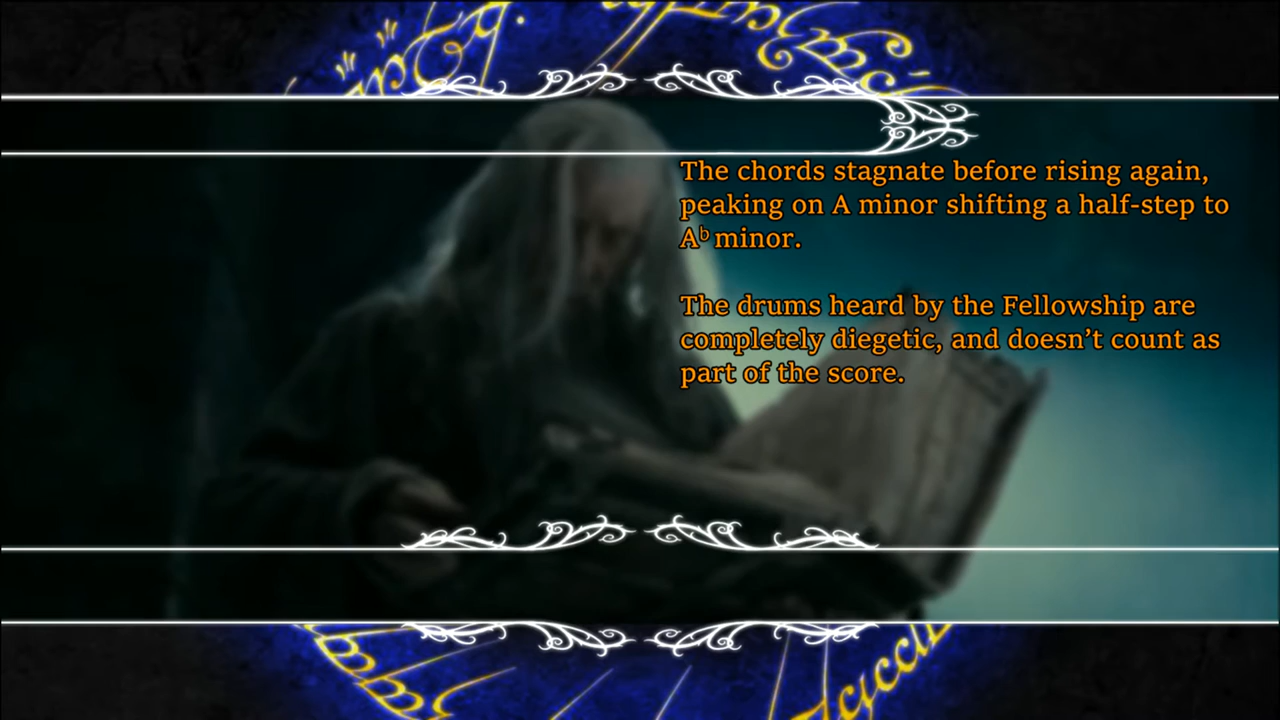 The chords stagnate before rising again,
peaking on A minor shifting a half-step to
A♭ minor.
The drums heard by the Fellowship are
completely diegetic, and doesn't count as
part of the score.